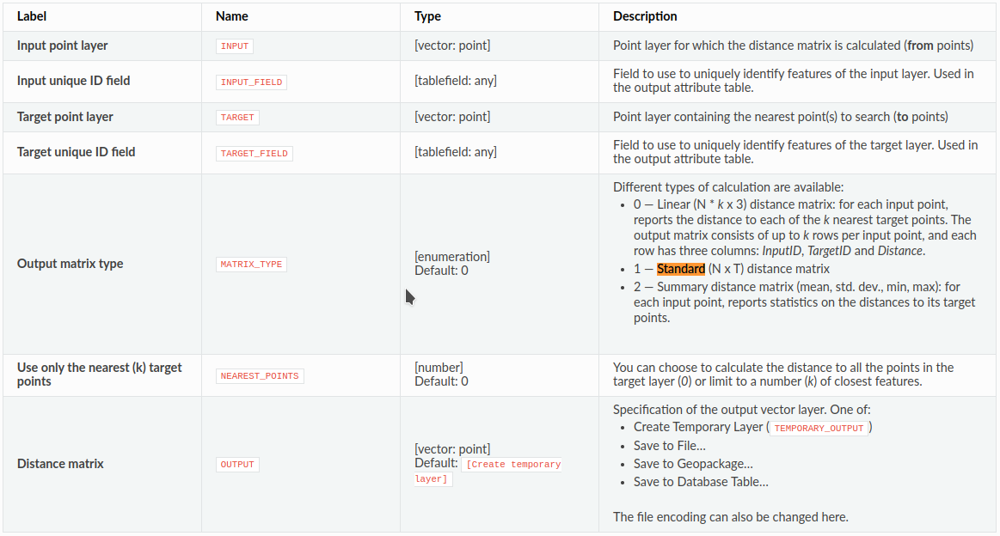 Label Name Type Description
Input point layer INPUT [vector: point] Point layer for which the distance matrix is calculated (from points)
Input unique ID field INPUT_FIELD [tablefield: any] Field to use to uniquely identify features of the input layer. Used in
the output attribute table.
Target point layer TARGET [vector: point] Point layer containing the nearest point(s) to search (to points)
Target unique ID field TARGET_FIELD [tablefield: any] Field to use to uniquely identify features of the target layer. Used in
the output attribute table.
Output matrix type MATRIX_TYPE [enumeration]
Default: 0
Different types of calculation are available:
• 0 — Linear (N * k x 3) distance matrix: for each input point,
reports the distance to each of the k nearest target points. The
output matrix consists of up to k rows per input point, and each
row has three columns: InputID, TargetID and Distance.
• 1 — Standard (N x T) distance matrix
• 2 — Summary distance matrix (mean, std. dev., min, max): for
each input point, reports statistics on the distances to its target
points.
Use only the nearest (k) target
points
NEAREST_POINTS
[number]
Default: 0
You can choose to calculate the distance to all the points in the
target layer (0) or limit to a number (k) of closest features.
Distance matrix OUTPUT [vector: point]
Default: [Create temporary
layer]
Specification of the output vector layer. One of:
• Create Temporary Layer (TEMPORARY_OUTPUT)
• Save to File…
• Save to Geopackage…
• Save to Database Table…
The file encoding can also be changed here.